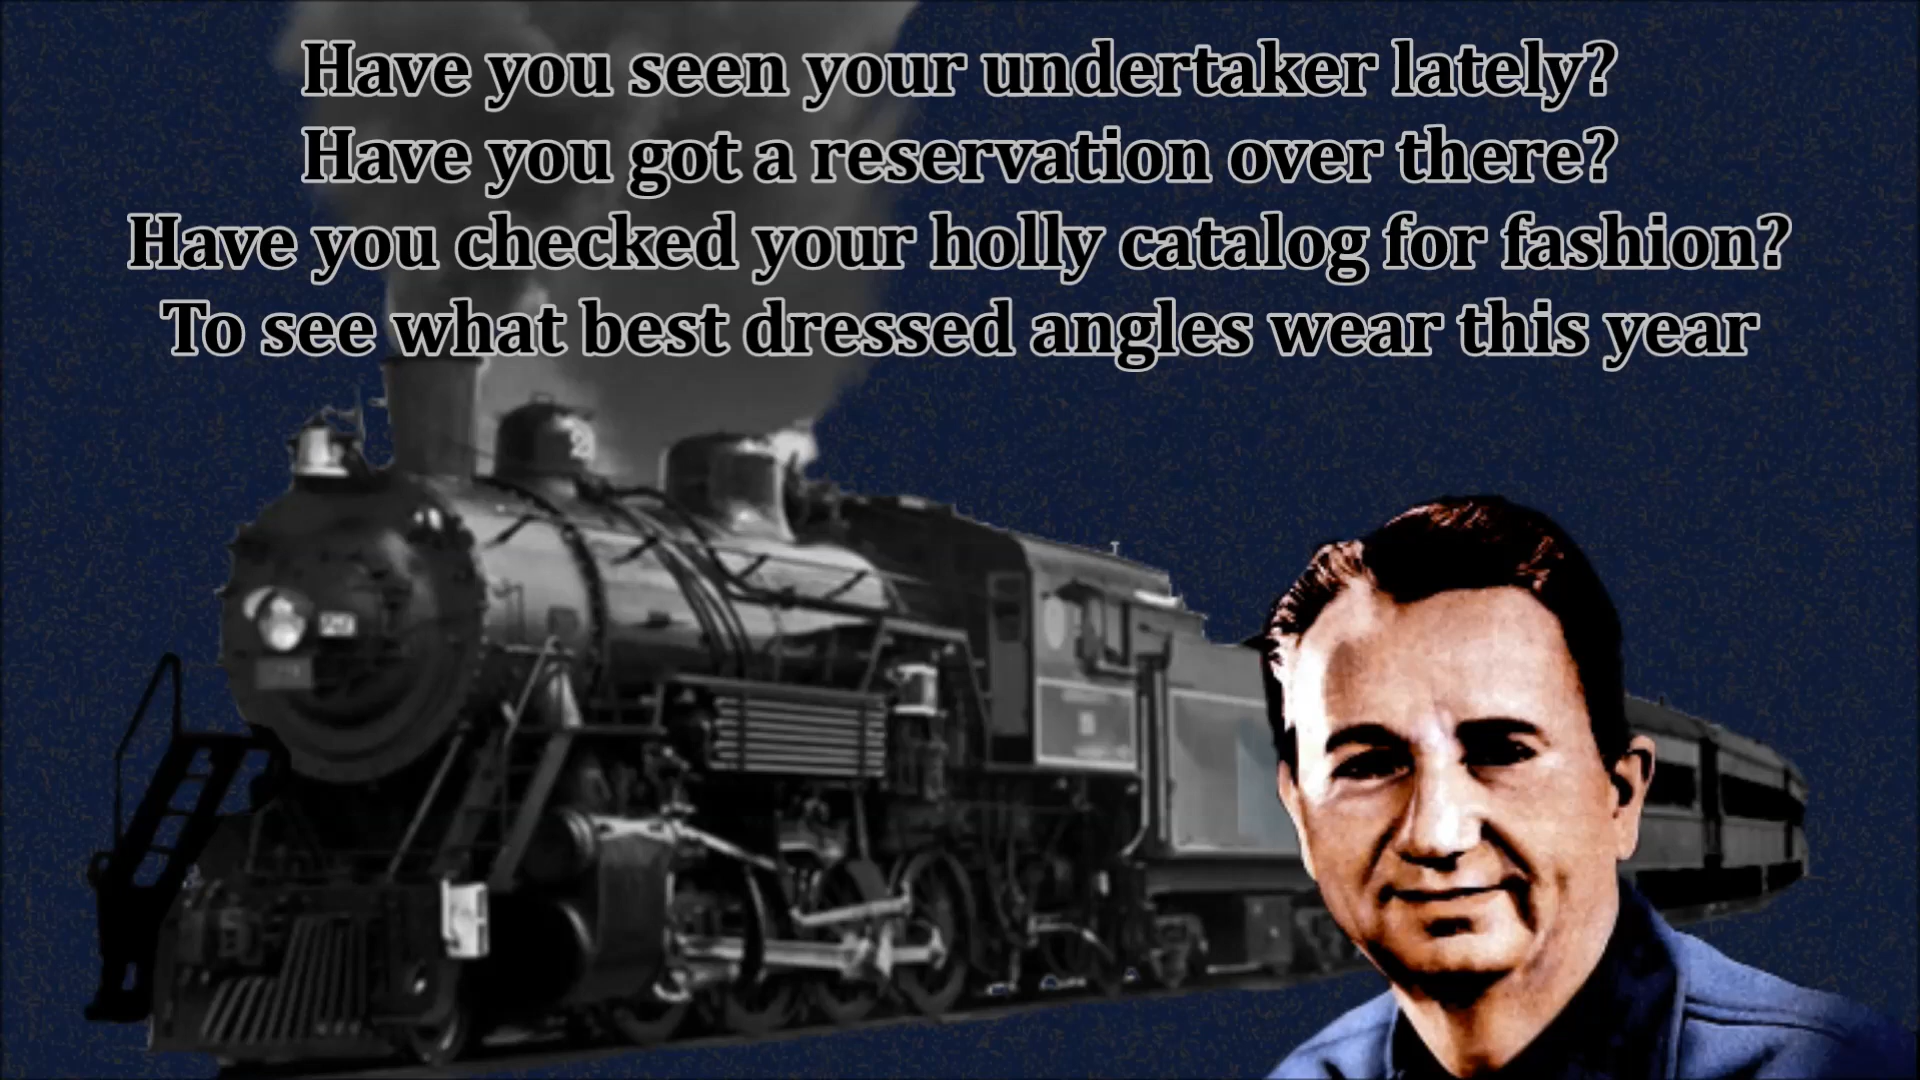 Have you seen your undertaker lately?
Have you got a reservation over there?
Have you checked your holly catalog for fashion?
To see what best dressed angles wear this year